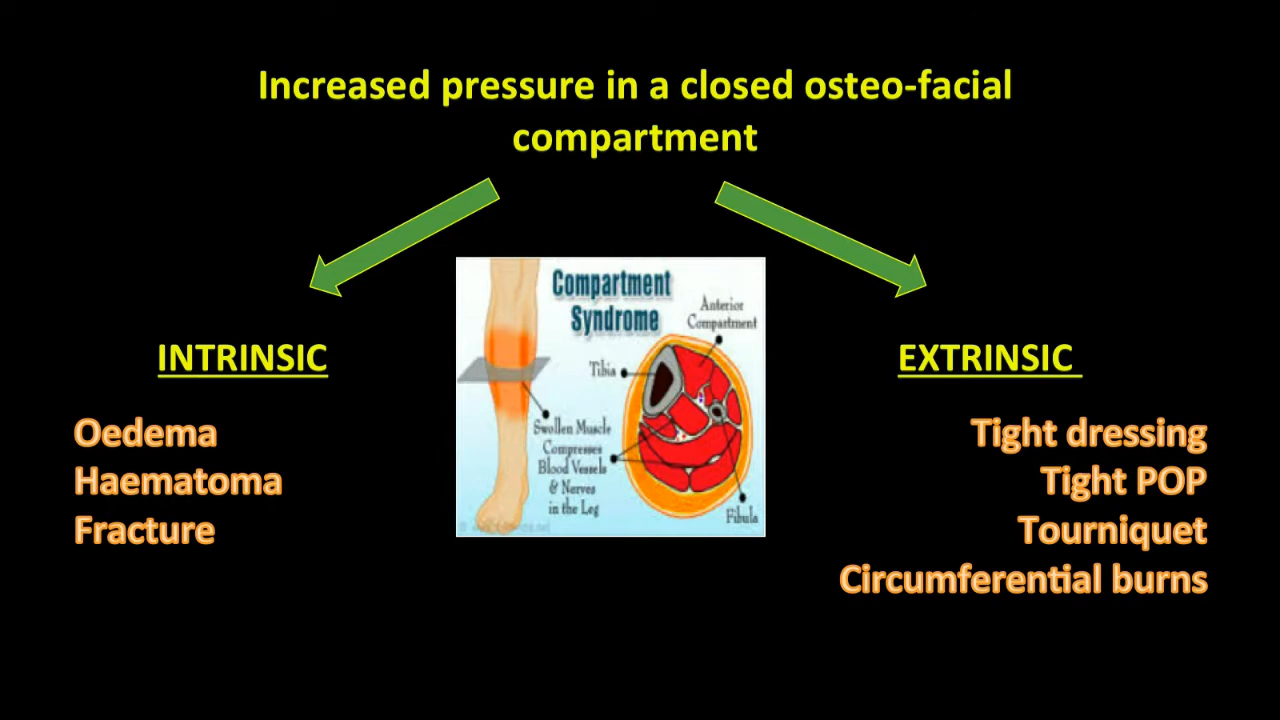 Increased pressure in a closed osteo-facial
compartment
INTRINSIC
Oedema
Haematoma
Fracture
Compartment
Syndrome
Anterior
Compartment
Tibia
Swollen Muscle
Compresses
Blood Vessels
& Nerves
in the Leg
Fibula
EXTRINSIC
Tight dressing
Tight POP
Tourniquet
Circumferential burns